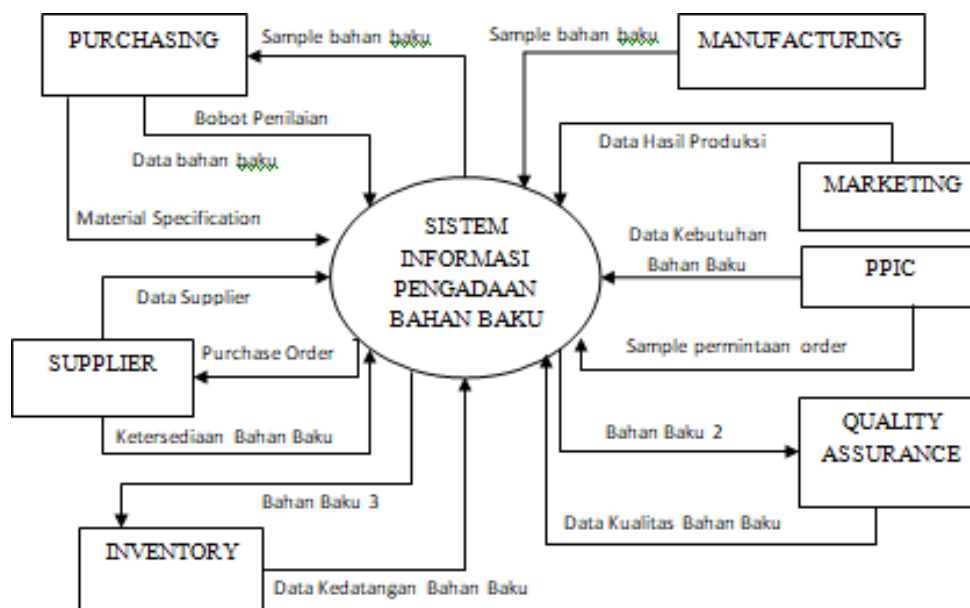 PURCHASING
Sample bahan baku
Sample bahan baku
MANUFACTURING
Bobot Penilaian
Data bahan baku
Material Specification
Data Hasil Produksi
MARKETING
SISTEM
INFORMASI
PENGADAAN
BAHAN BAKU
Data Kebutuhan
Bahan Baku
PPIC
Data Supplier
SUPPLIER
Purchase Order
Sample permintaan order
Ketersediaan Bahan Baku
Bahan Baku 2
QUALITY
ASSURANCE
Bahan Baku 3
Data Kualitas Bahan Baku
INVENTORY
Data Kedatangan Bahan Baku